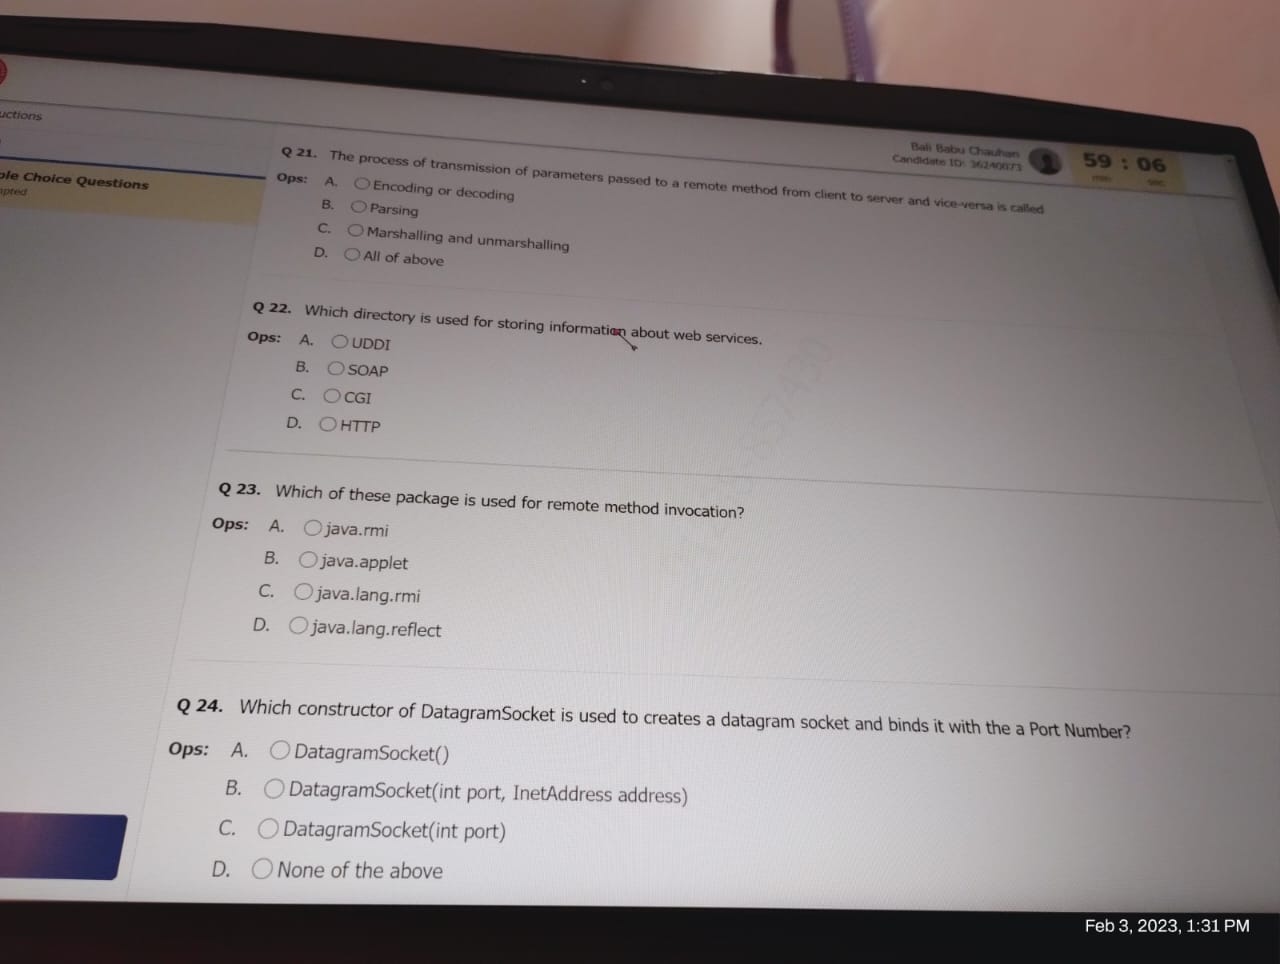 uctions
ple Choice Questions
mpted
Bali Babu Chauhan
Candidate ID: 36240073
59 : 06
min sec
Q 21. The process of transmission of parameters passed to a remote method from client to server and vice-versa is called
Ops: A. Encoding or decoding
B. Parsing
C. Marshalling and unmarshalling
D. All of above
Q 22. Which directory is used for storing information about web services.
Ops: A. UDDI
B. SOAP
C. CGI
D. HTTP
Q 23. Which of these package is used for remote method invocation?
Ops: A. java.rmi
B. java.applet
C. java.lang.rmi
D. java.lang.reflect
Q 24. Which constructor of DatagramSocket is used to creates a datagram socket and binds it with the a Port Number?
Ops: A. DatagramSocket()
B. DatagramSocket(int port, InetAddress address)
C. DatagramSocket(int port)
D. None of the above
Feb 3, 2023, 1:31 PM